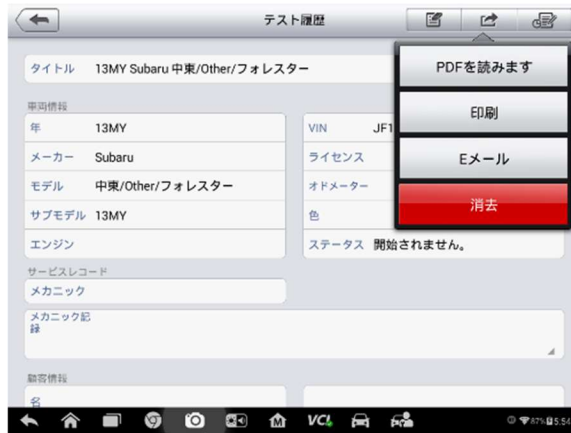 テスト履歴
タイトル 13MY Subaru 中東/Other/フォレスター
PDFを読みます
印刷
Eメール
消去
車両情報
年 13MY
メーカー Subaru
モデル 中東/Other/フォレスター
サブモデル 13MY
エンジン
VIN JF1
ライセンス
オドメーター
色
ステータス 開始されません。
サービスレコード
メカニック
メカニック記
録
顧客情報
名
VCI
87% 5:54